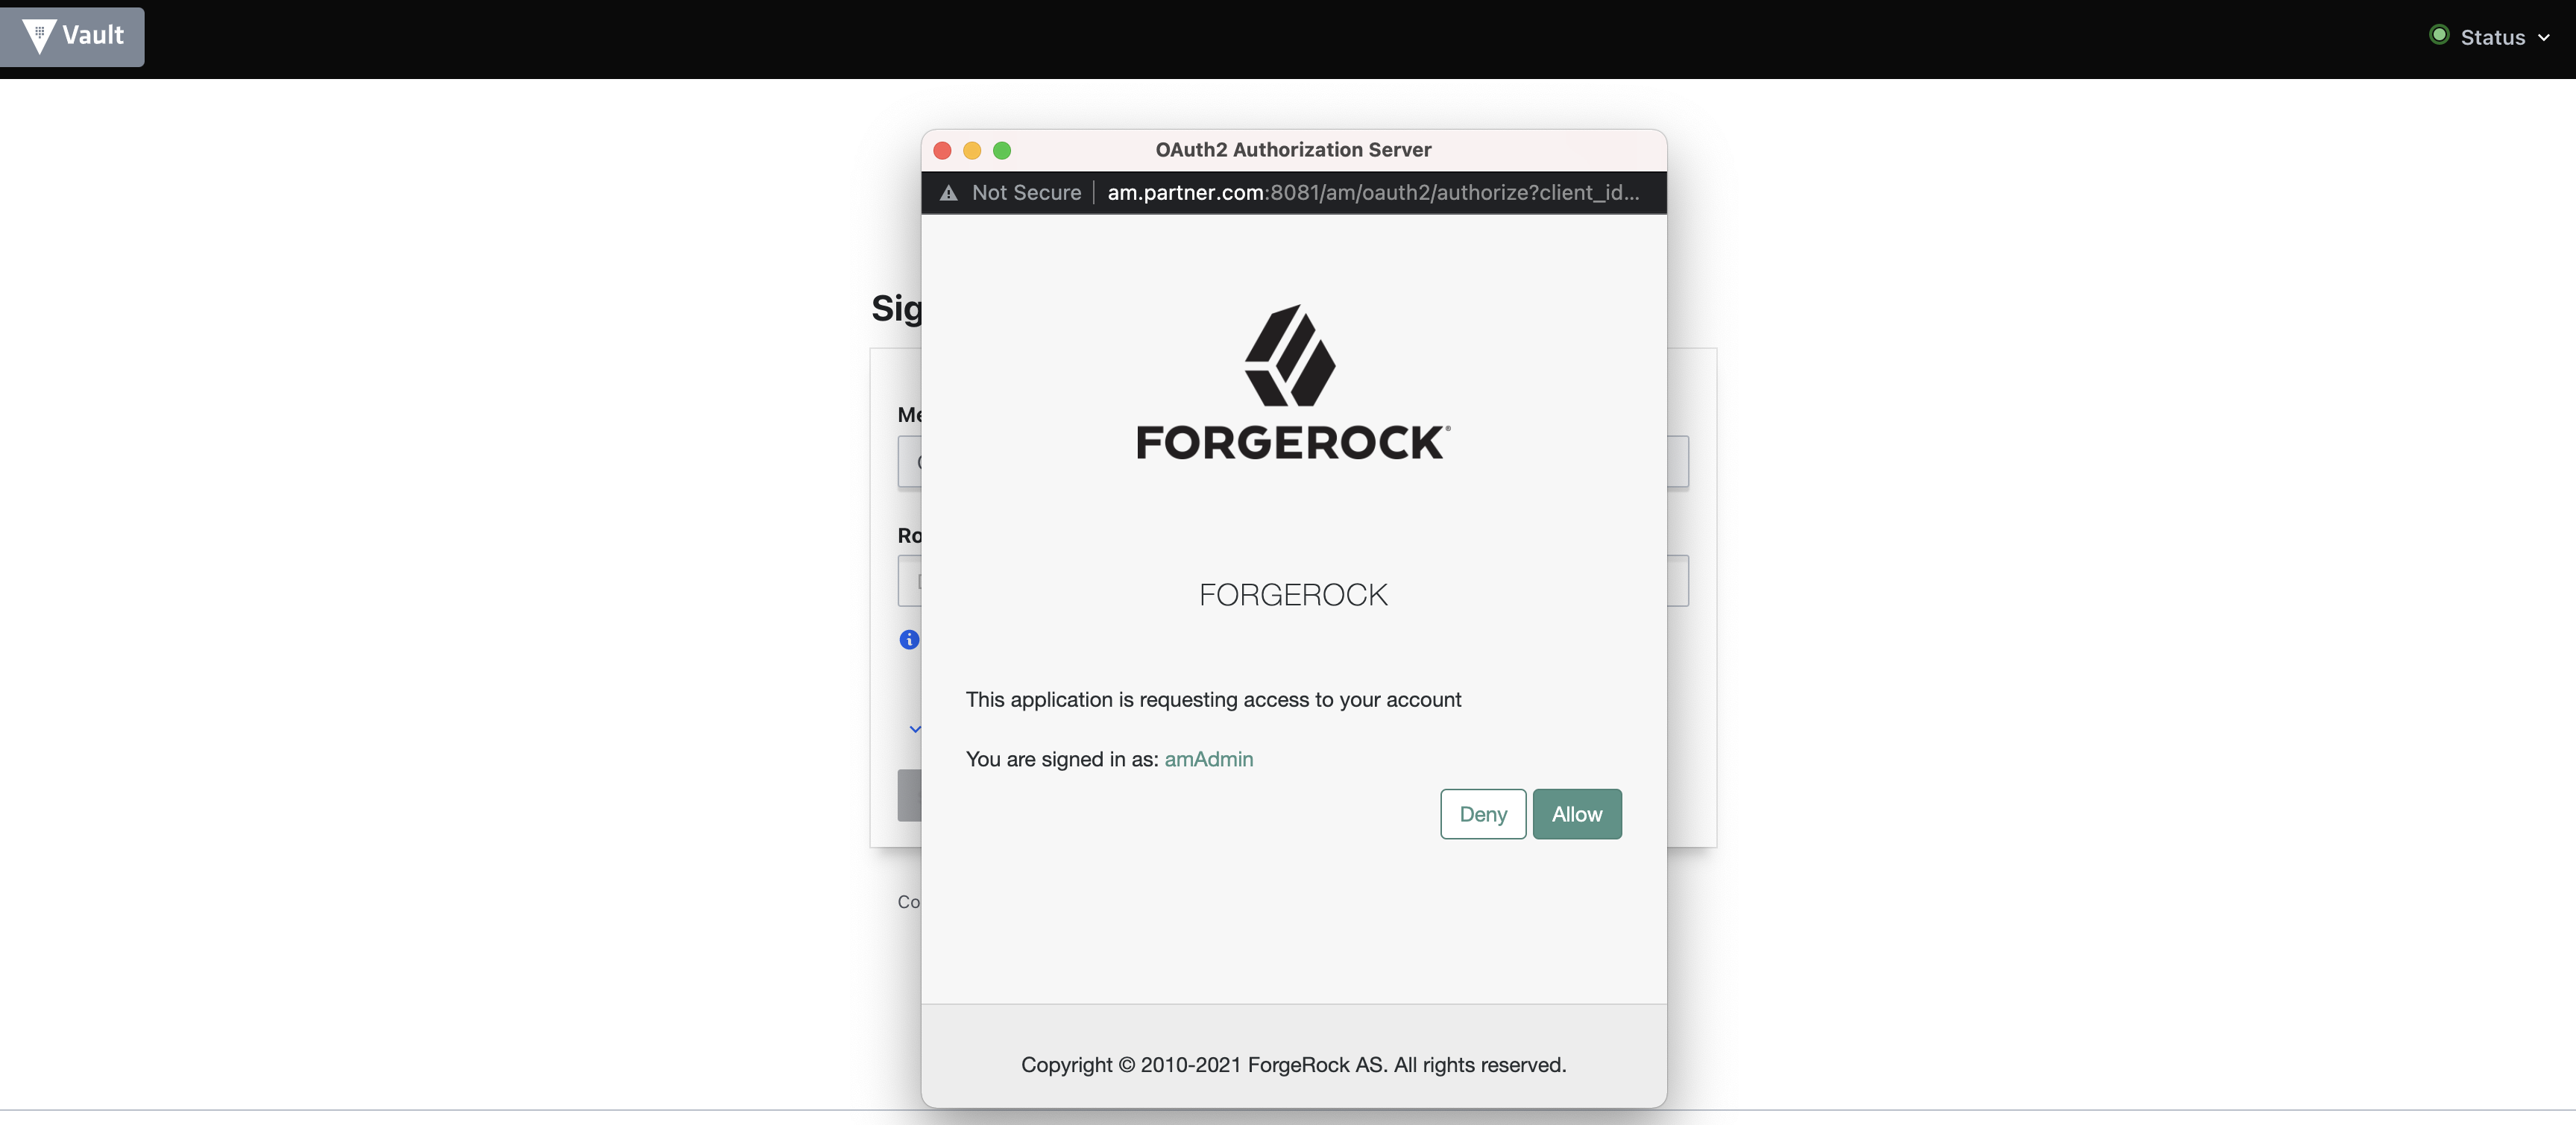 Vault
Status
OAuth2 Authorization Server
Not Secure
am.partner.com:8081/am/oauth2/authorize?client_id...
Sig
FORGEROCK®
Me
Ro
FORGEROCK
This application is requesting access to your account
You are signed in as: amAdmin
Deny
Allow
Co
Copyright © 2010-2021 ForgeRock AS. All rights reserved.